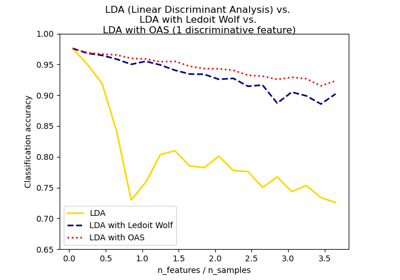 LDA (Linear Discriminant Analysis) vs.
LDA with Ledoit Wolf vs.
LDA with OAS (1 discriminative feature)
1.00
0.95
0.90
0.85
0.80
0.75
0.70
0.65
Classification accuracy
LDA
LDA with Ledoit Wolf
LDA with OAS
0.0 0.5 1.0 1.5 2.0 2.5 3.0 3.5
n_features / n_samples